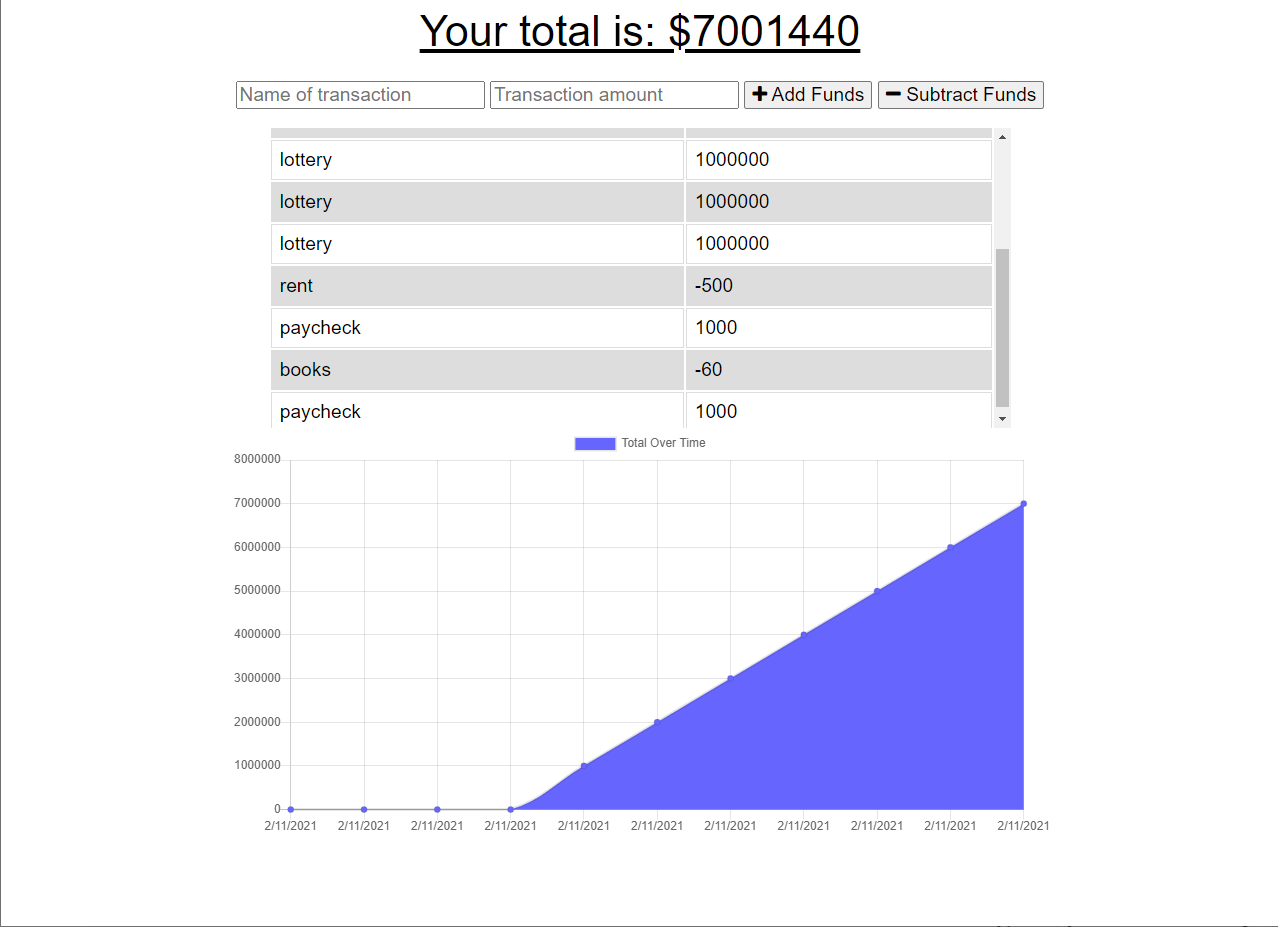 Your total is: $7001440
Name of transaction Transaction amount Add Funds Subtract Funds
lottery 1000000
lottery 1000000
lottery 1000000
rent -500
paycheck 1000
books -60
paycheck 1000
Total Over Time
8000000
7000000
6000000
5000000
4000000
3000000
2000000
1000000
0
2/11/2021 2/11/2021 2/11/2021 2/11/2021 2/11/2021 2/11/2021 2/11/2021 2/11/2021 2/11/2021 2/11/2021 2/11/2021